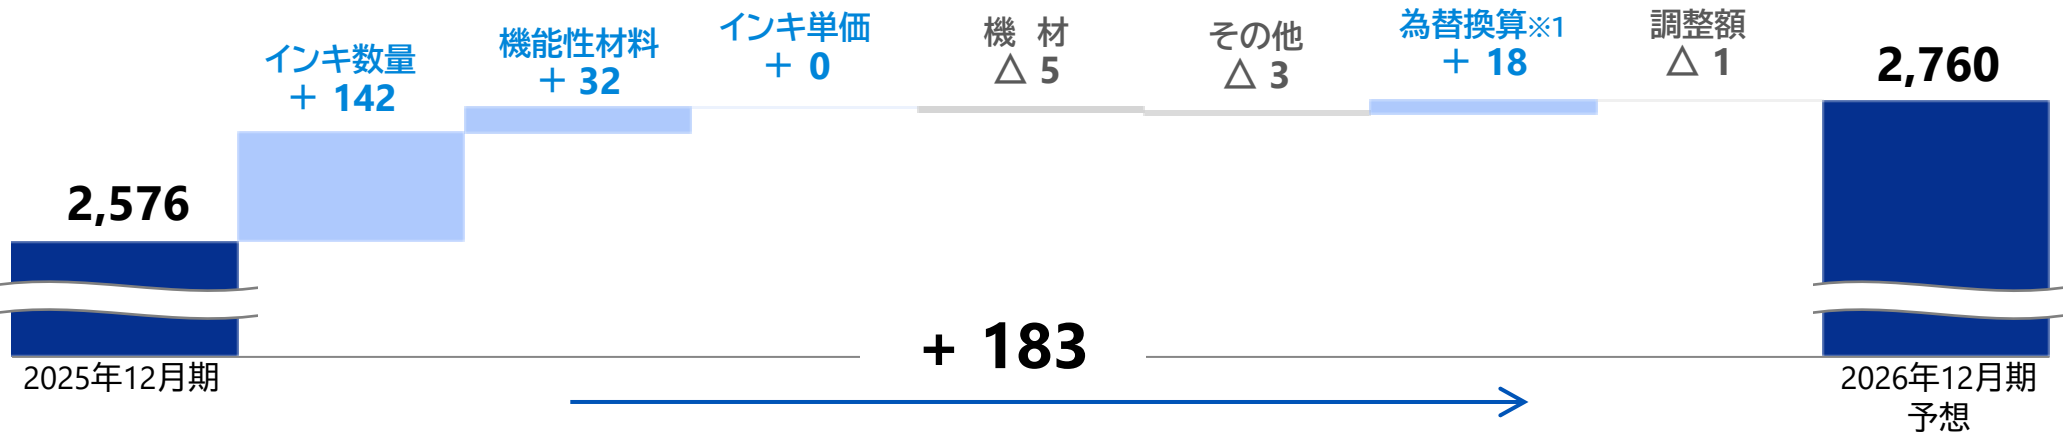 インキ数量
＋ 142
機能性材料
＋ 32
インキ単価
＋ 0
機 材
△ 5
その他
△ 3
為替換算※1
＋ 18
調整額
△ 1
2,576
2,760
+ 183
2025年12月期
2026年12月期
予想